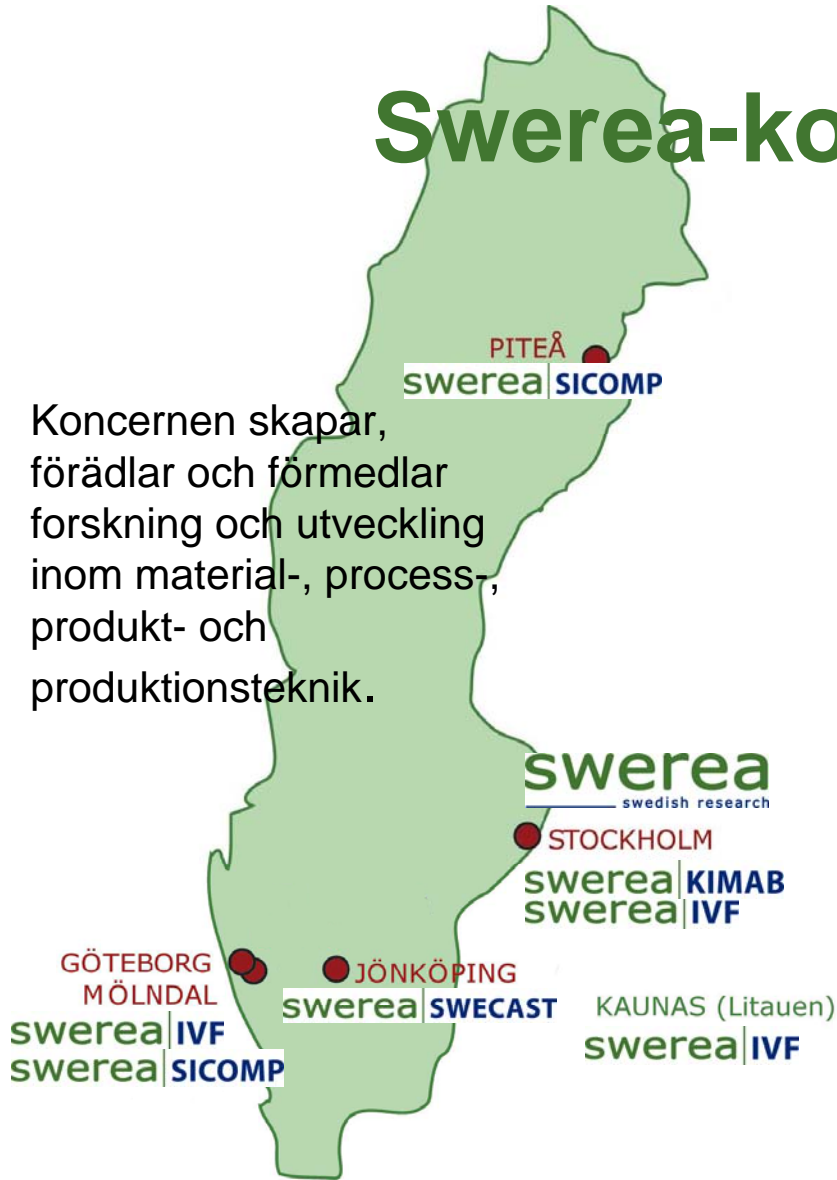 Swerea-ko
PITEÅ
swerea SICOMP
Koncernen skapar,
förädlar och förmedlar
forskning och utveckling
inom material-, process-,
produkt- och
produktionsteknik.
swerea
swedish research
STOCKHOLM
swerea KIMAB
swerea IVF
GÖTEBORG
MÖLNDAL
swerea IVF
swerea SICOMP
JÖNKÖPING
swerea SWECAST
KAUNAS (Litauen)
swerea IVF